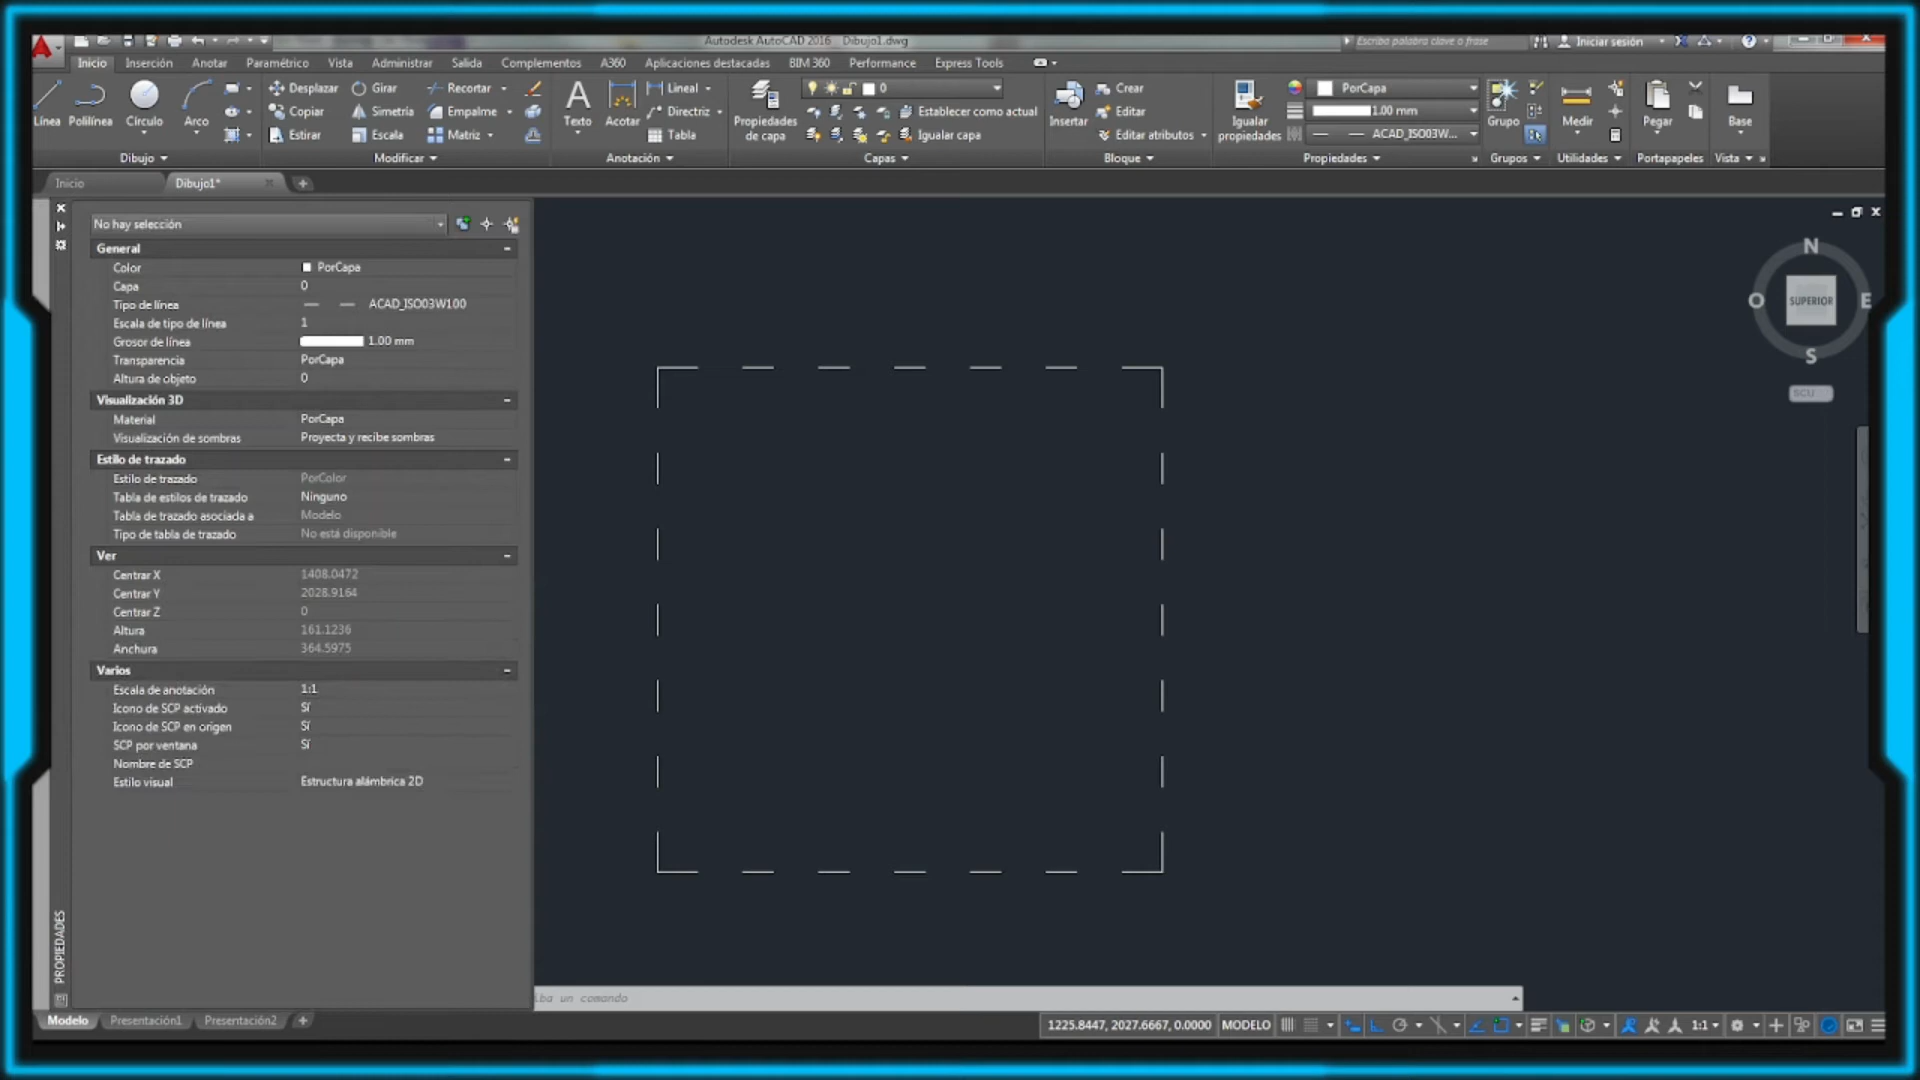 Autodesk AutoCAD 2016 Dibujo1.dwg
Escriba palabra clave o frase
Iniciar sesión
Inicio Inserción Anotar Paramétrico Vista Administrar Salida Complementos A360 Aplicaciones destacadas BIM 360 Performance Express Tools
Línea Polilínea Círculo Arco
Dibujo
Desplazar Girar Recortar
Copiar Simetría Empalme
Estirar Escala Matriz
Modificar
Texto Acotar
Lineal
Directriz
Tabla
Anotación
Propiedades
de capa
0
Establecer como actual
Igualar capa
Capas
Insertar
Crear
Editar
Editar atributos
Bloque
Igualar
propiedades
PorCapa
1.00 mm
ACAD_ISO03W...
Propiedades
Grupo
Grupos
Medir
Utilidades
Pegar
Portapapeles
Base
Vista
Inicio Dibujo1*
No hay selección
General
Color PorCapa
Capa 0
Tipo de línea ACAD_ISO03W100
Escala de tipo de línea 1
Grosor de línea 1.00 mm
Transparencia PorCapa
Altura de objeto 0
Visualización 3D
Material PorCapa
Visualización de sombras Proyecta y recibe sombras
Estilo de trazado
Estilo de trazado PorColor
Tabla de estilos de trazado Ninguno
Tabla de trazado asociada a Modelo
Tipo de tabla de trazado No está disponible
Ver
Centrar X 1408.0472
Centrar Y 2028.9164
Centrar Z 0
Altura 161.1236
Anchura 364.5975
Varios
Escala de anotación 1:1
Icono de SCP activado Sí
Icono de SCP en origen Sí
SCP por ventana Sí
Nombre de SCP
Estilo visual Estructura alámbrica 2D
PROPIEDADES
N
O SUPERIOR E
S
SCU
iba un comando
Modelo Presentación1 Presentación2
1225.8447, 2027.6667, 0.0000 MODELO 1:1